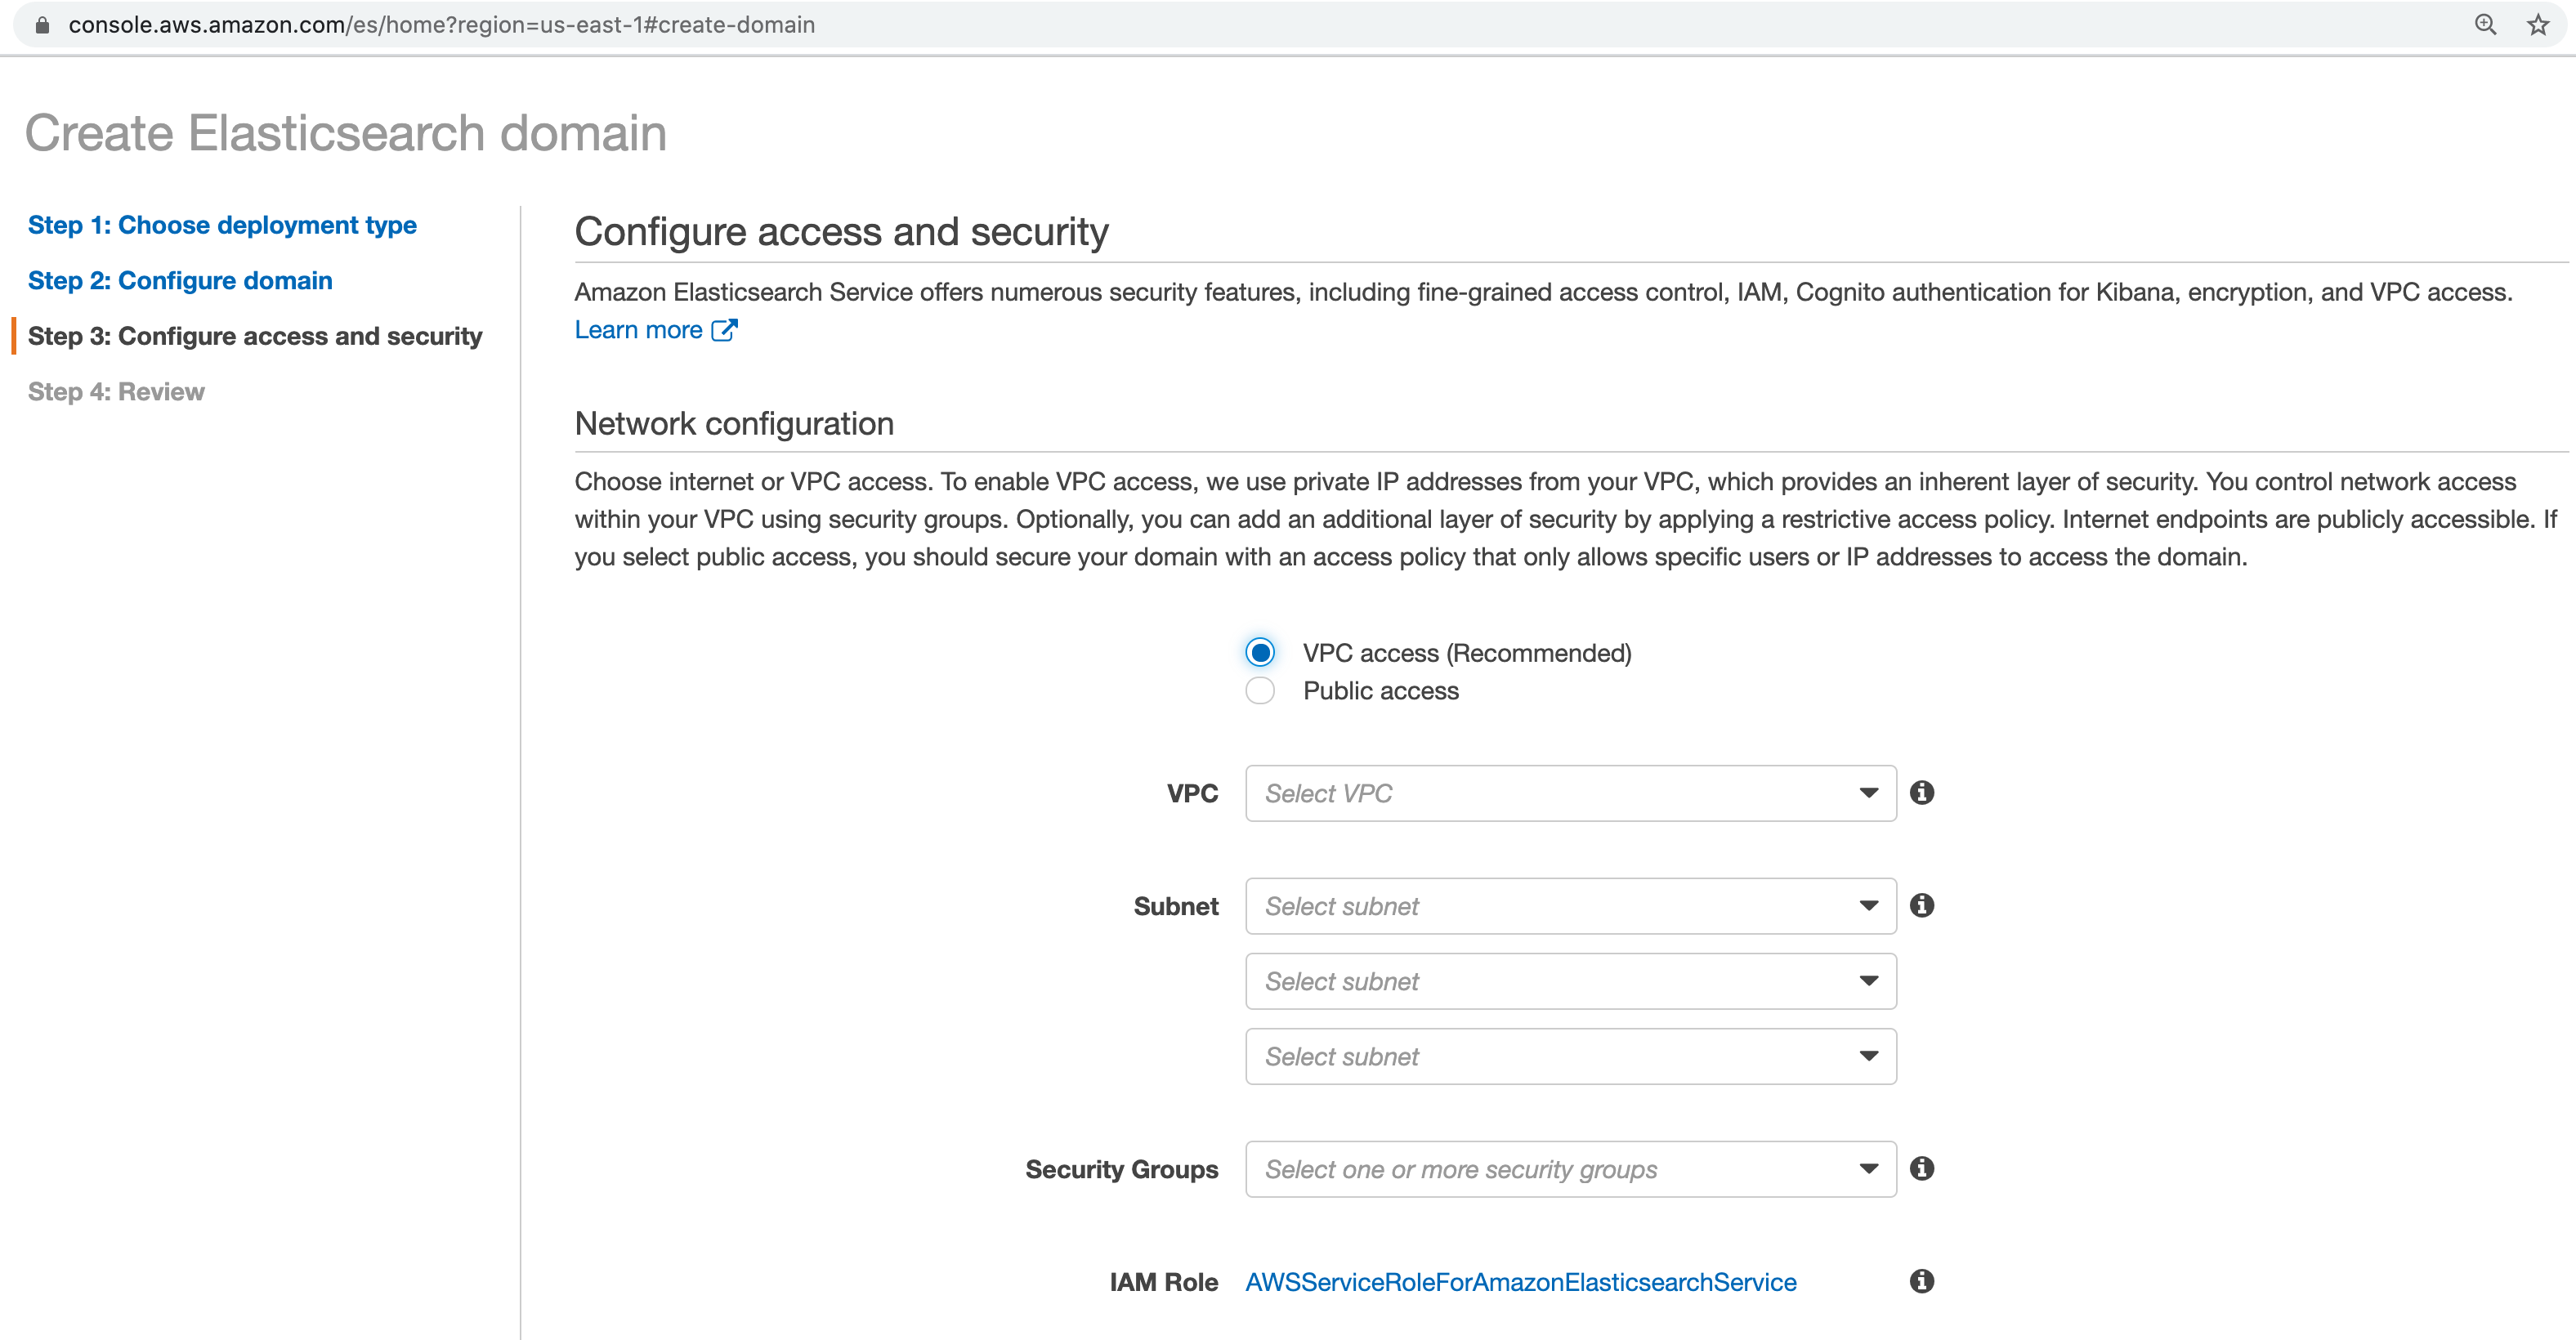 console.aws.amazon.com/es/home?region=us-east-1#create-domain
Create Elasticsearch domain
Step 1: Choose deployment type
Step 2: Configure domain
Step 3: Configure access and security
Step 4: Review
Configure access and security
Amazon Elasticsearch Service offers numerous security features, including fine-grained access control, IAM, Cognito authentication for Kibana, encryption, and VPC access.
Learn more
Network configuration
Choose internet or VPC access. To enable VPC access, we use private IP addresses from your VPC, which provides an inherent layer of security. You control network access
within your VPC using security groups. Optionally, you can add an additional layer of security by applying a restrictive access policy. Internet endpoints are publicly accessible. If
you select public access, you should secure your domain with an access policy that only allows specific users or IP addresses to access the domain.
VPC access (Recommended)
Public access
VPC Select VPC
Subnet Select subnet
Select subnet
Select subnet
Security Groups Select one or more security groups
IAM Role AWSServiceRoleForAmazonElasticsearchService